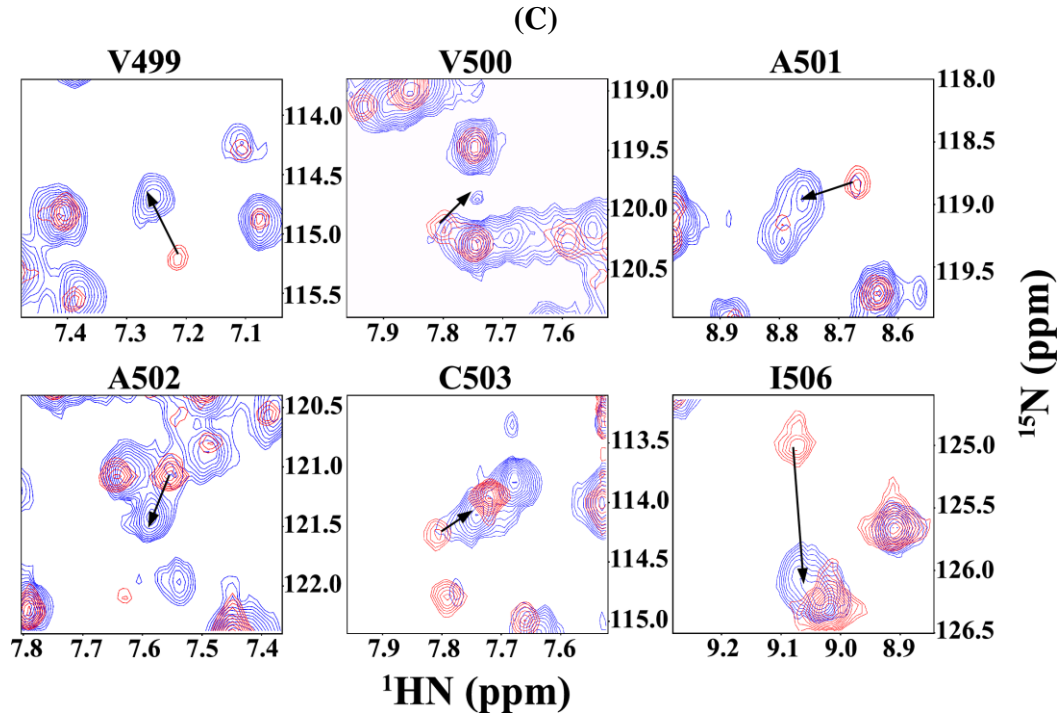 (C)
V499 V500 A501
114.0 114.5 115.0 115.5
7.4 7.3 7.2 7.1
119.0 119.5 120.0 120.5
7.9 7.8 7.7 7.6
118.0 118.5 119.0 119.5
8.9 8.8 8.7 8.6
A502 C503 I506
120.5 121.0 121.5 122.0
7.8 7.7 7.6 7.5 7.4
113.5 114.0 114.5 115.0
7.9 7.8 7.7 7.6
125.0 125.5 126.0 126.5
9.2 9.1 9.0 8.9
¹⁵N (ppm)
¹HN (ppm)